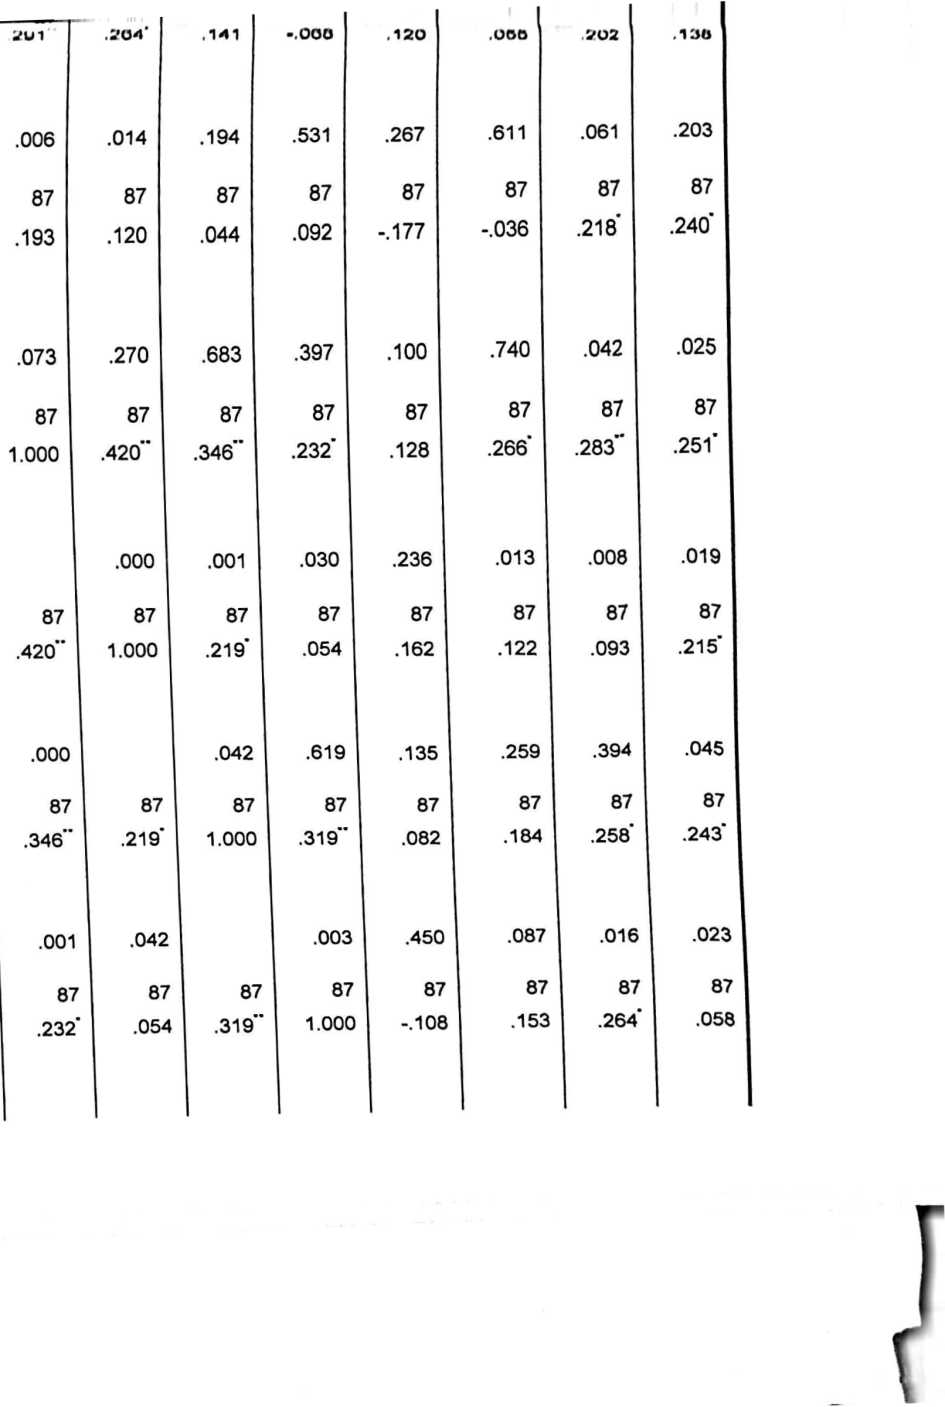 .264* .141 -.068 .120 .202 .138
.006 .014 .194 .531 .267 .611 .061 .203
87 87 87 87 87 87 87 87
.193 .120 .044 .092 -.177 -.036 .218* .240*
.073 .270 .683 .397 .100 .740 .042 .025
87 87 87 87 87 87 87 87
1.000 .420** .346** .232* .128 .266* .283** .251*
.000 .001 .030 .236 .013 .008 .019
87 87 87 87 87 87 87 87
.420** 1.000 .219* .054 .162 .122 .093 .215*
.000 .042 .619 .135 .259 .394 .045
87 87 87 87 87 87 87 87
.346** .219* 1.000 .319** .082 .184 .258* .243*
.001 .042 .003 .450 .087 .016 .023
87 87 87 87 87 87 87 87
.232* .054 .319** 1.000 -.108 .153 .264* .058